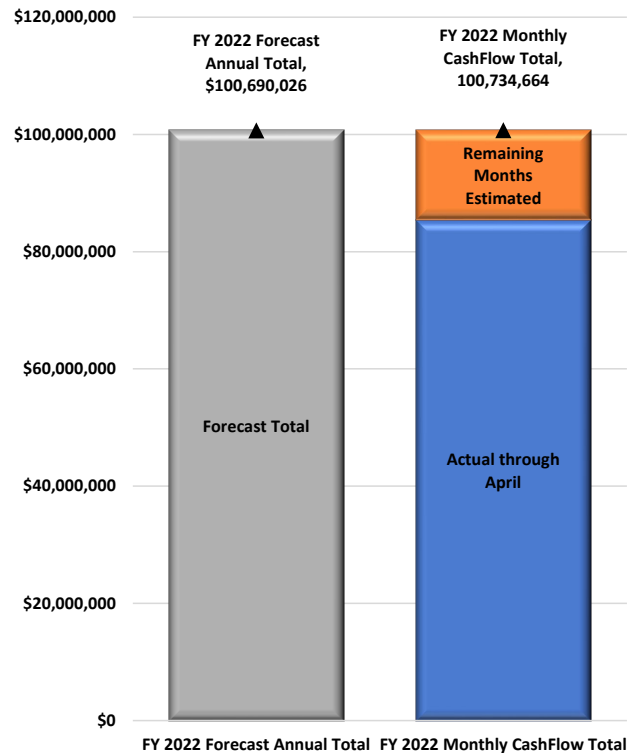 $120,000,000
FY 2022 Forecast
Annual Total,
$100,690,026
FY 2022 Monthly
CashFlow Total,
100,734,664
$100,000,000
Remaining
Months
Estimated
$80,000,000
$60,000,000
Forecast Total
Actual through
April
$40,000,000
$20,000,000
$0
FY 2022 Forecast Annual Total
FY 2022 Monthly CashFlow Total